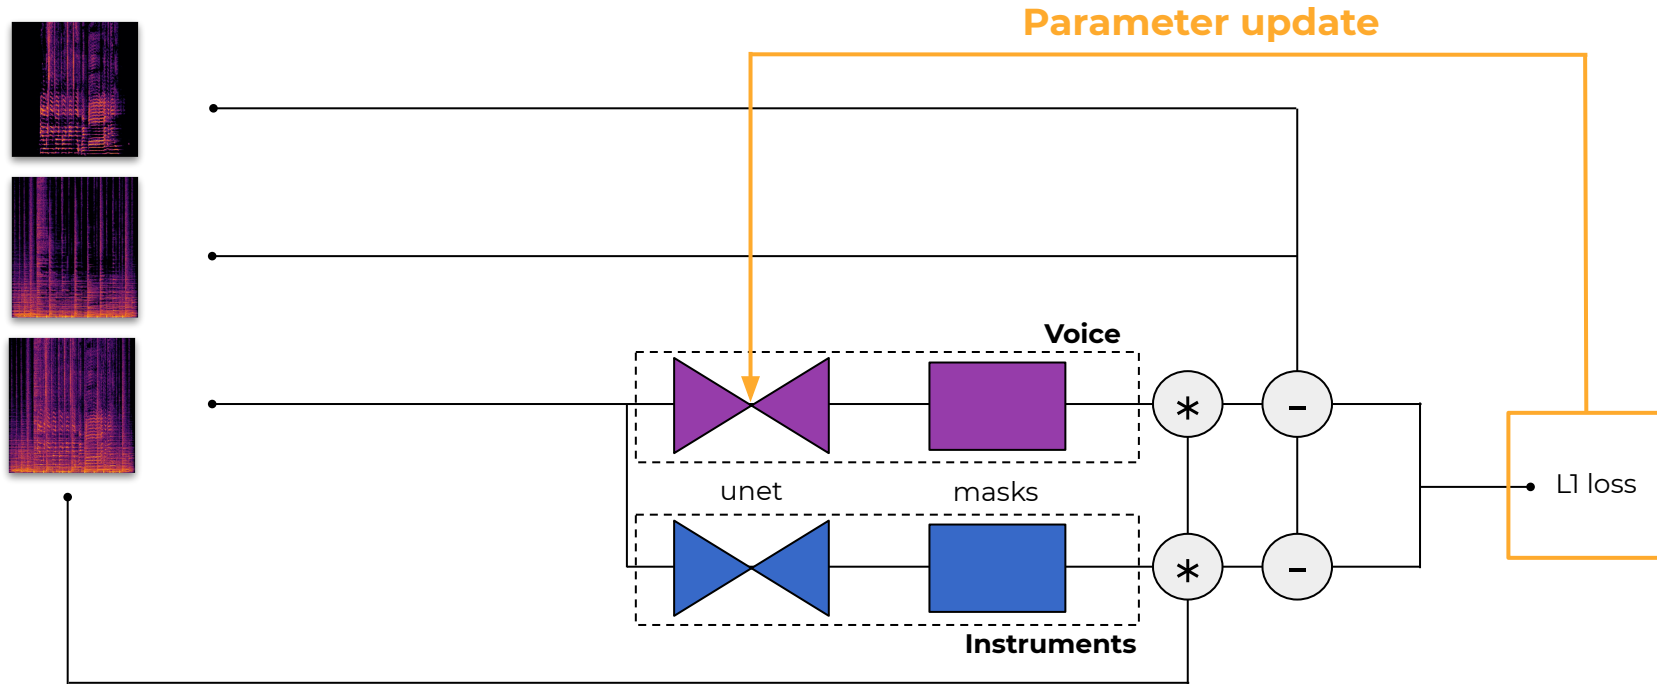 Parameter update
Voice
* -
unet masks
L1 loss
* -
Instruments